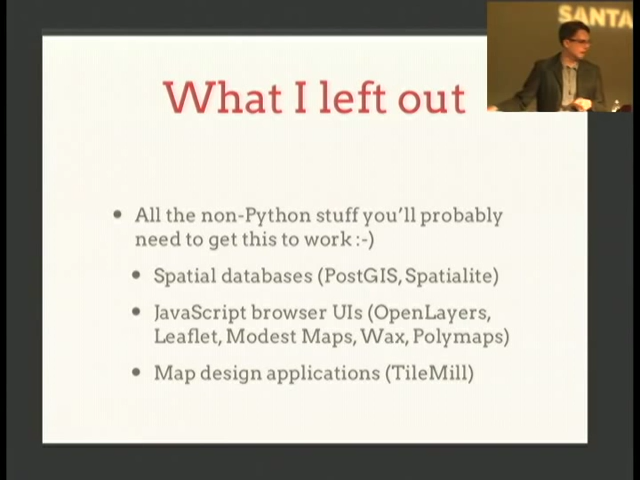 SANTA
What I left out
• All the non-Python stuff you'll probably
need to get this to work :-)
• Spatial databases (PostGIS, Spatialite)
• JavaScript browser UIs (OpenLayers,
Leaflet, Modest Maps, Wax, Polymaps)
• Map design applications (TileMill)